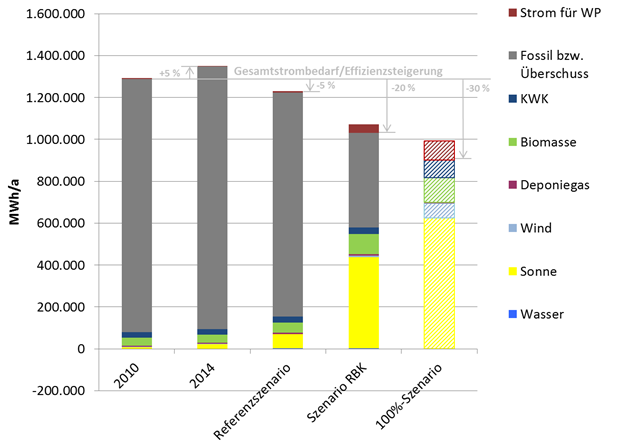 1.600.000
1.400.000
1.200.000
1.000.000
800.000
600.000
400.000
200.000
0
-200.000
MWh/a
+5 %
Gesamtstrombedarf/Effizienzsteigerung
-5 %
-20 %
-30 %
2010
2014
Referenzszenario
Szenario RBK
100%-Szenario
Strom für WP
Fossil bzw.
Überschuss
KWK
Biomasse
Deponiegas
Wind
Sonne
Wasser